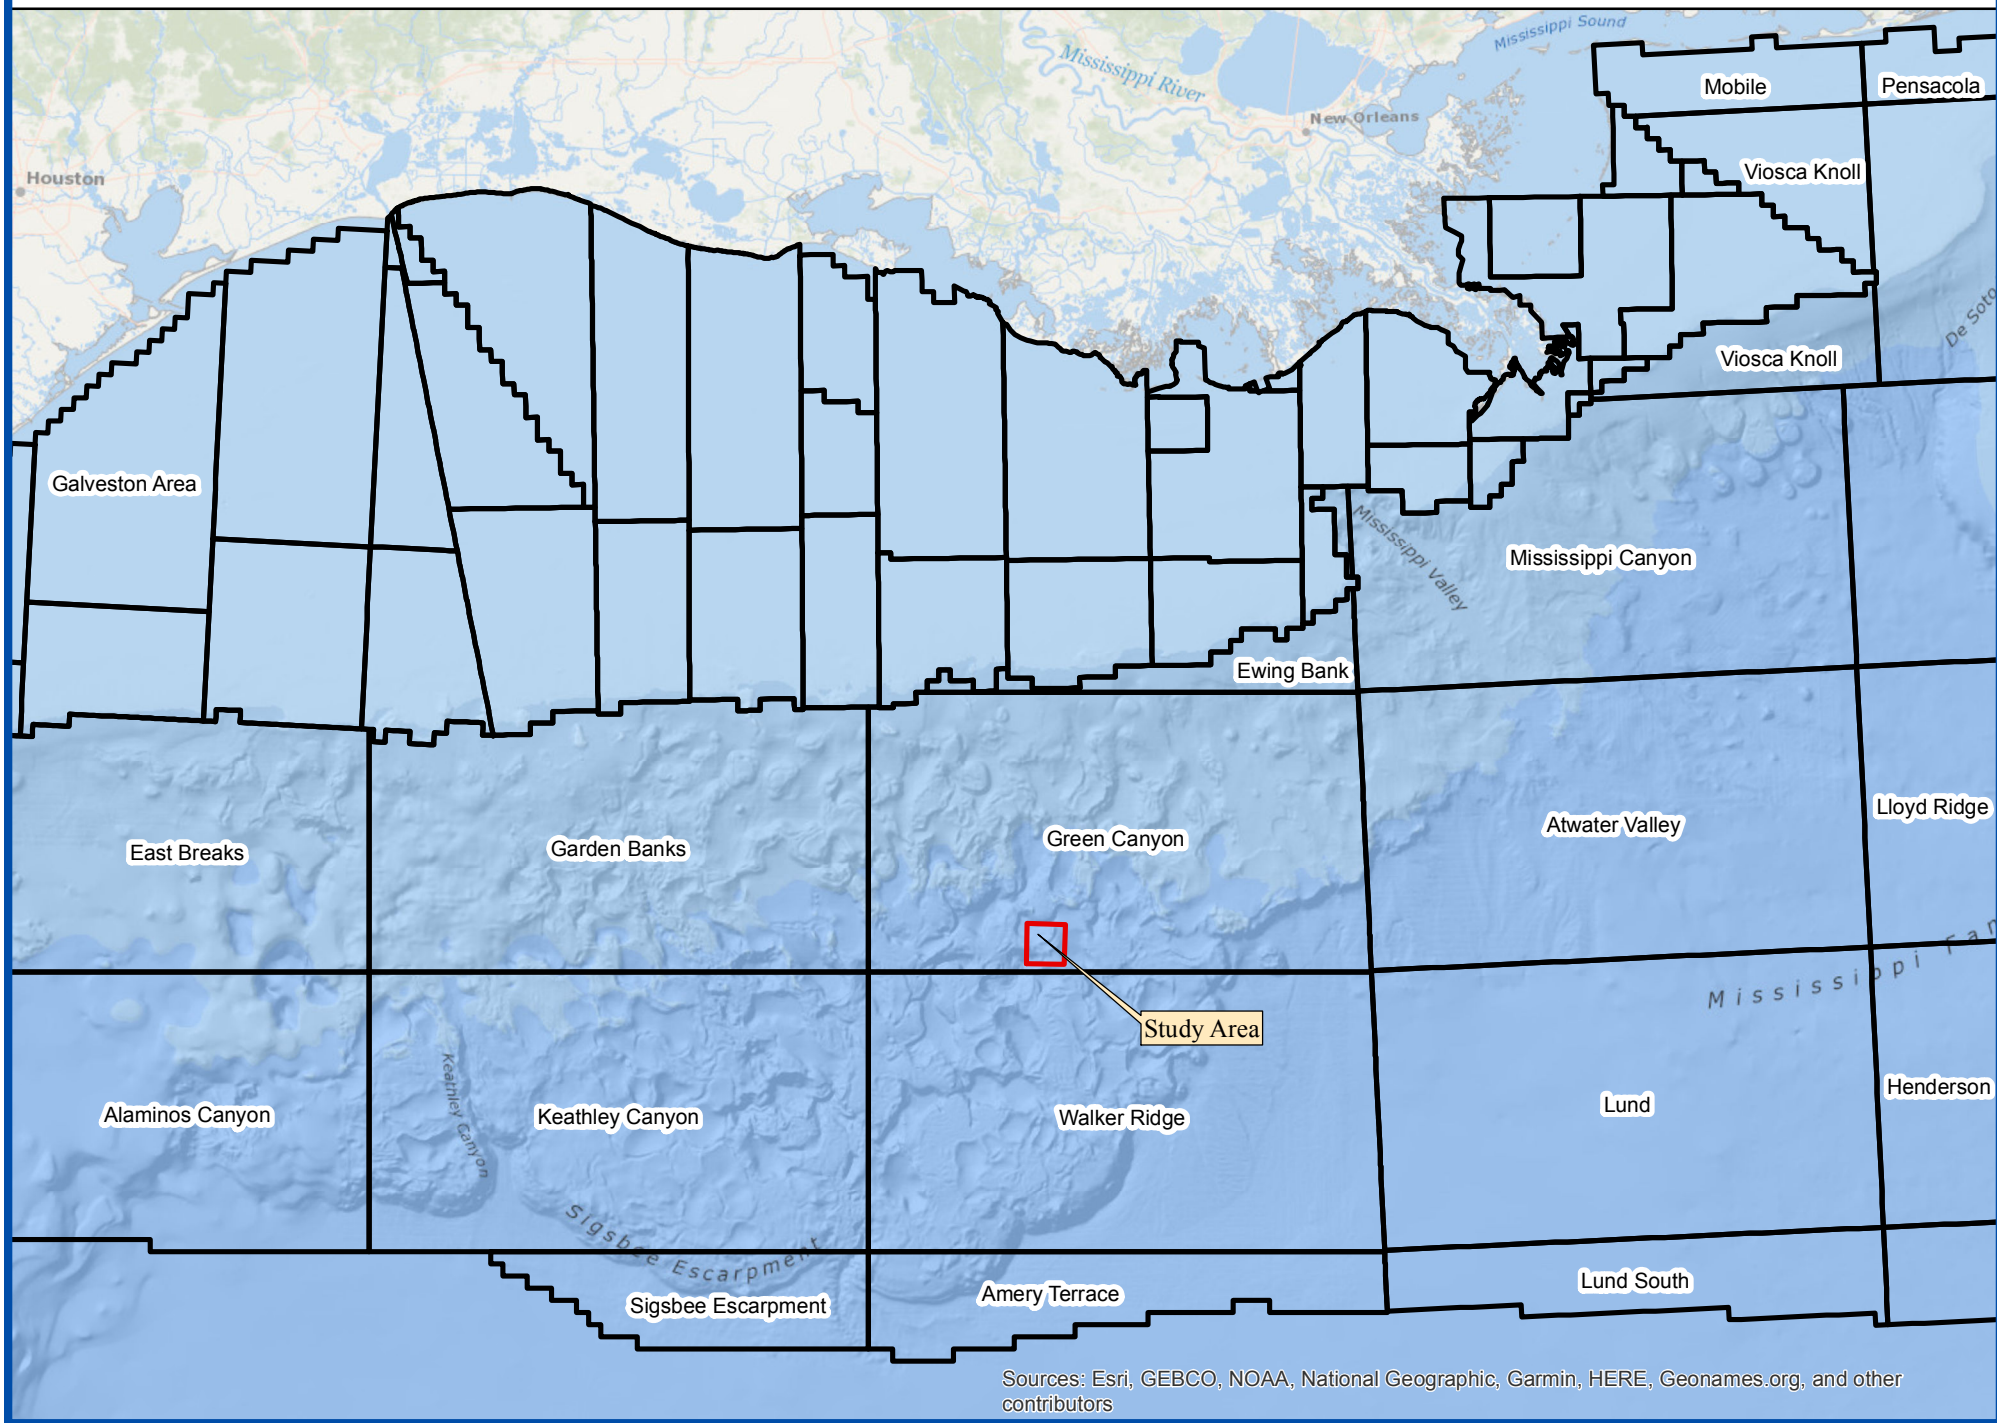 Mississippi Sound
Mississippi River
Mobile
Pensacola
New Orleans
Houston
Viosca Knoll
De Soto
Viosca Knoll
Galveston Area
Mississippi Valley
Mississippi Canyon
Ewing Bank
Lloyd Ridge
Atwater Valley
Green Canyon
Garden Banks
East Breaks
Mississippi Fan
Study Area
Keathley Canyon
Henderson
Lund
Alaminos Canyon
Keathley Canyon
Walker Ridge
Sigsbee Escarpment
Lund South
Amery Terrace
Sigsbee Escarpment
Sources: Esri, GEBCO, NOAA, National Geographic, Garmin, HERE, Geonames.org, and other
contributors